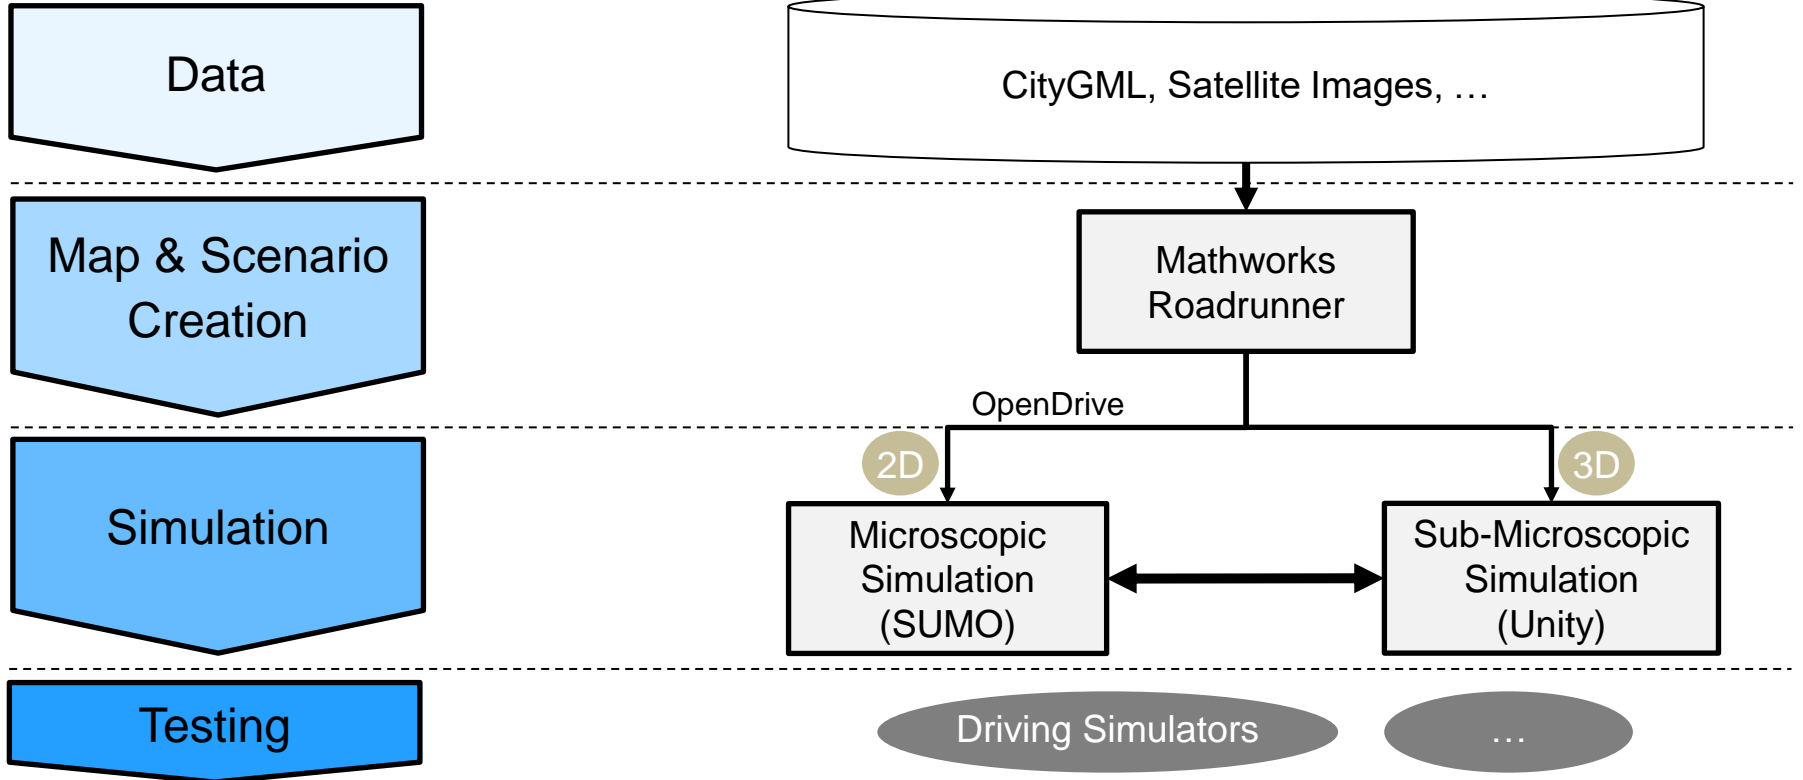 Data
CityGML, Satellite Images, …
Map & Scenario
Creation
Mathworks
Roadrunner
OpenDrive
2D
3D
Simulation
Microscopic
Simulation
(SUMO)
Sub-Microscopic
Simulation
(Unity)
Testing
Driving Simulators
…